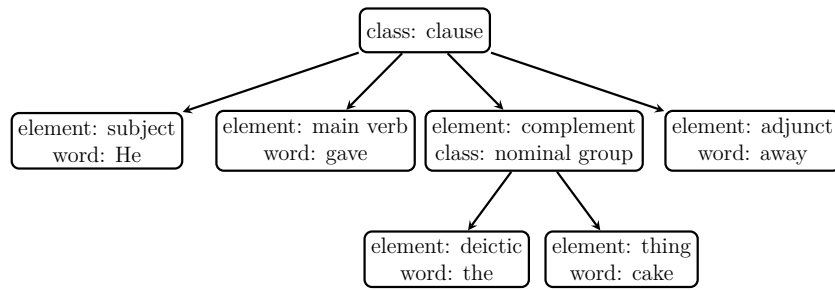 class: clause
element: subject
word: He
element: main verb
word: gave
element: complement
class: nominal group
element: adjunct
word: away
element: deictic
word: the
element: thing
word: cake